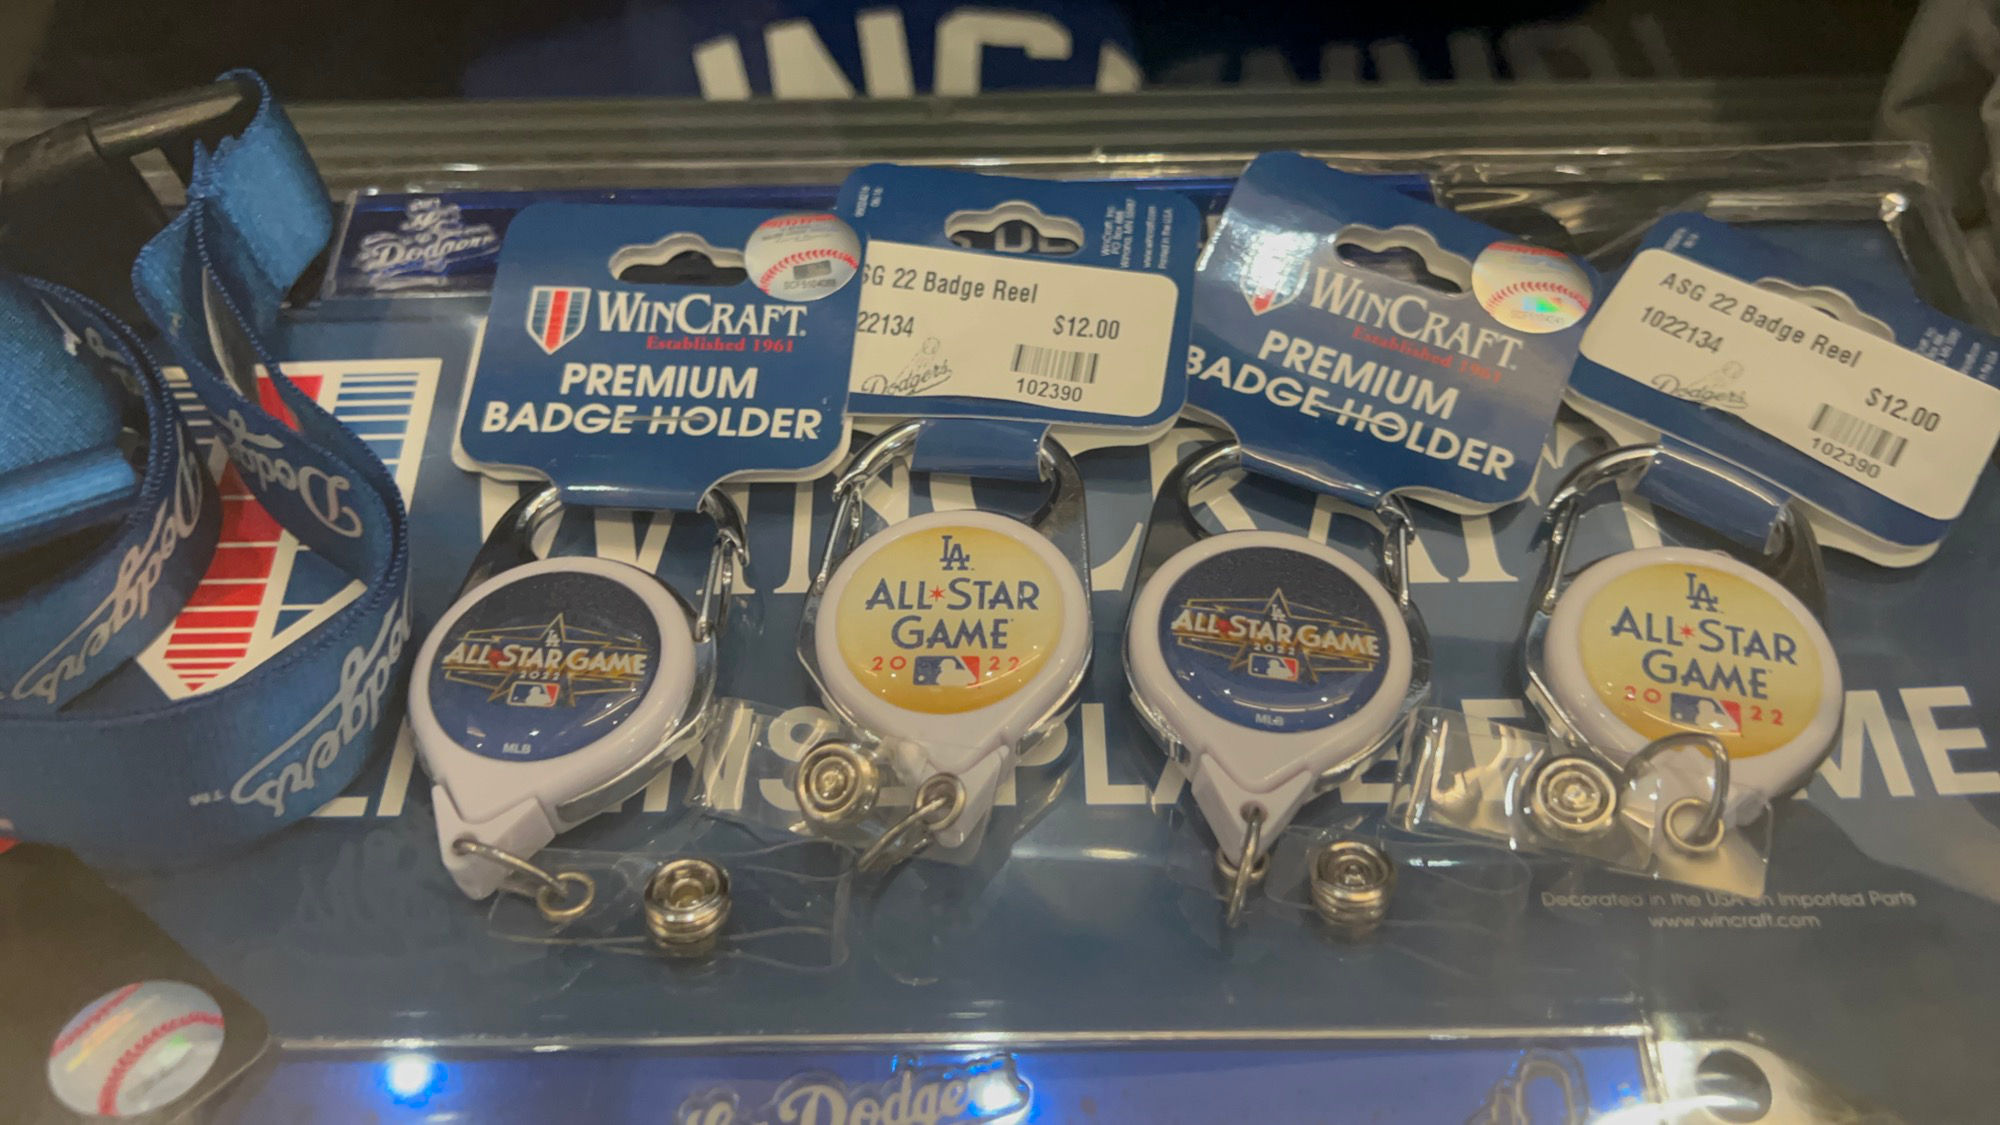 Dodgers
WINCRAFT.
Established 1961
PREMIUM
BADGE HOLDER
SG 22 Badge Reel
22134
$12.00
Dodgers
102390
WINCRAFT.
Established 1961
PREMIUM
BADGE HOLDER
ASG 22 Badge Reel
1022134
$12.00
Dodgers
102390
Dodgers
Dodgers
Dodgers
Dodgers
TM
LA
ALL STAR GAME
2022
MLB
LA
ALL★STAR
GAME
2022
LA
ALL STAR GAME
2022
MLB
LA
ALL★STAR
GAME
2022
Decorated in the USA on Imported Parts
www.wincraft.com
Dodgers